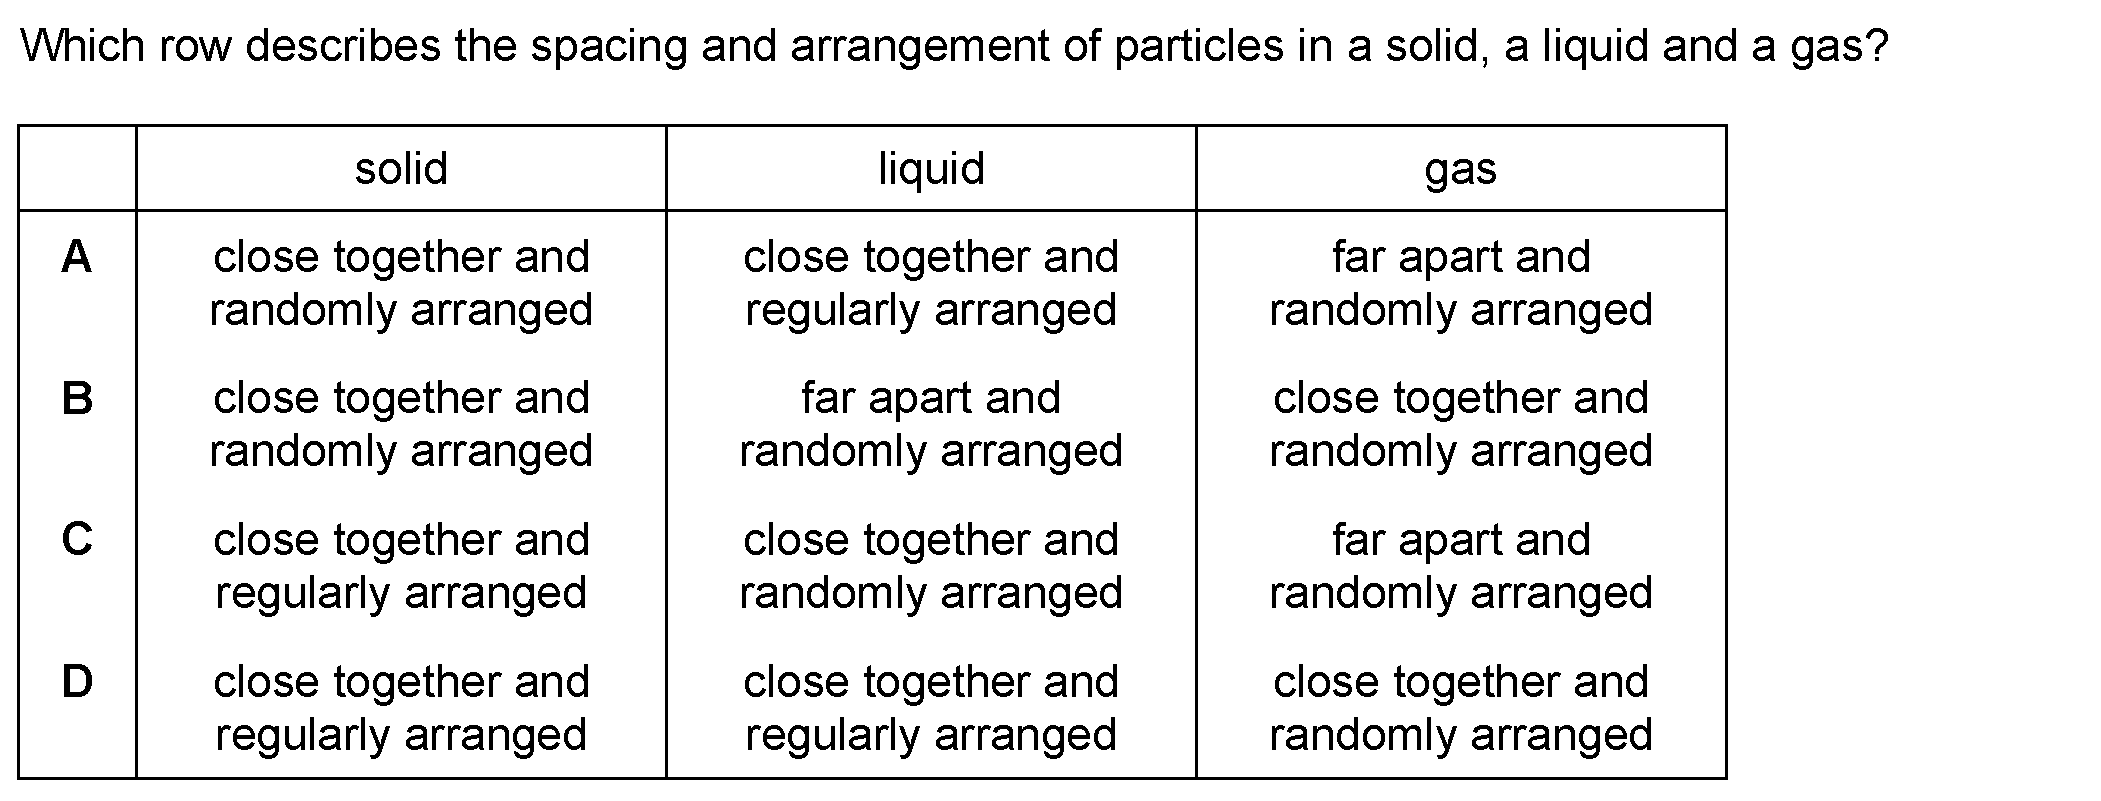 Which row describes the spacing and arrangement of particles in a solid, a liquid and a gas?
solid liquid gas
A close together and close together and far apart and
randomly arranged regularly arranged randomly arranged
B close together and far apart and close together and
randomly arranged randomly arranged randomly arranged
C close together and close together and far apart and
regularly arranged randomly arranged randomly arranged
D close together and close together and close together and
regularly arranged regularly arranged randomly arranged